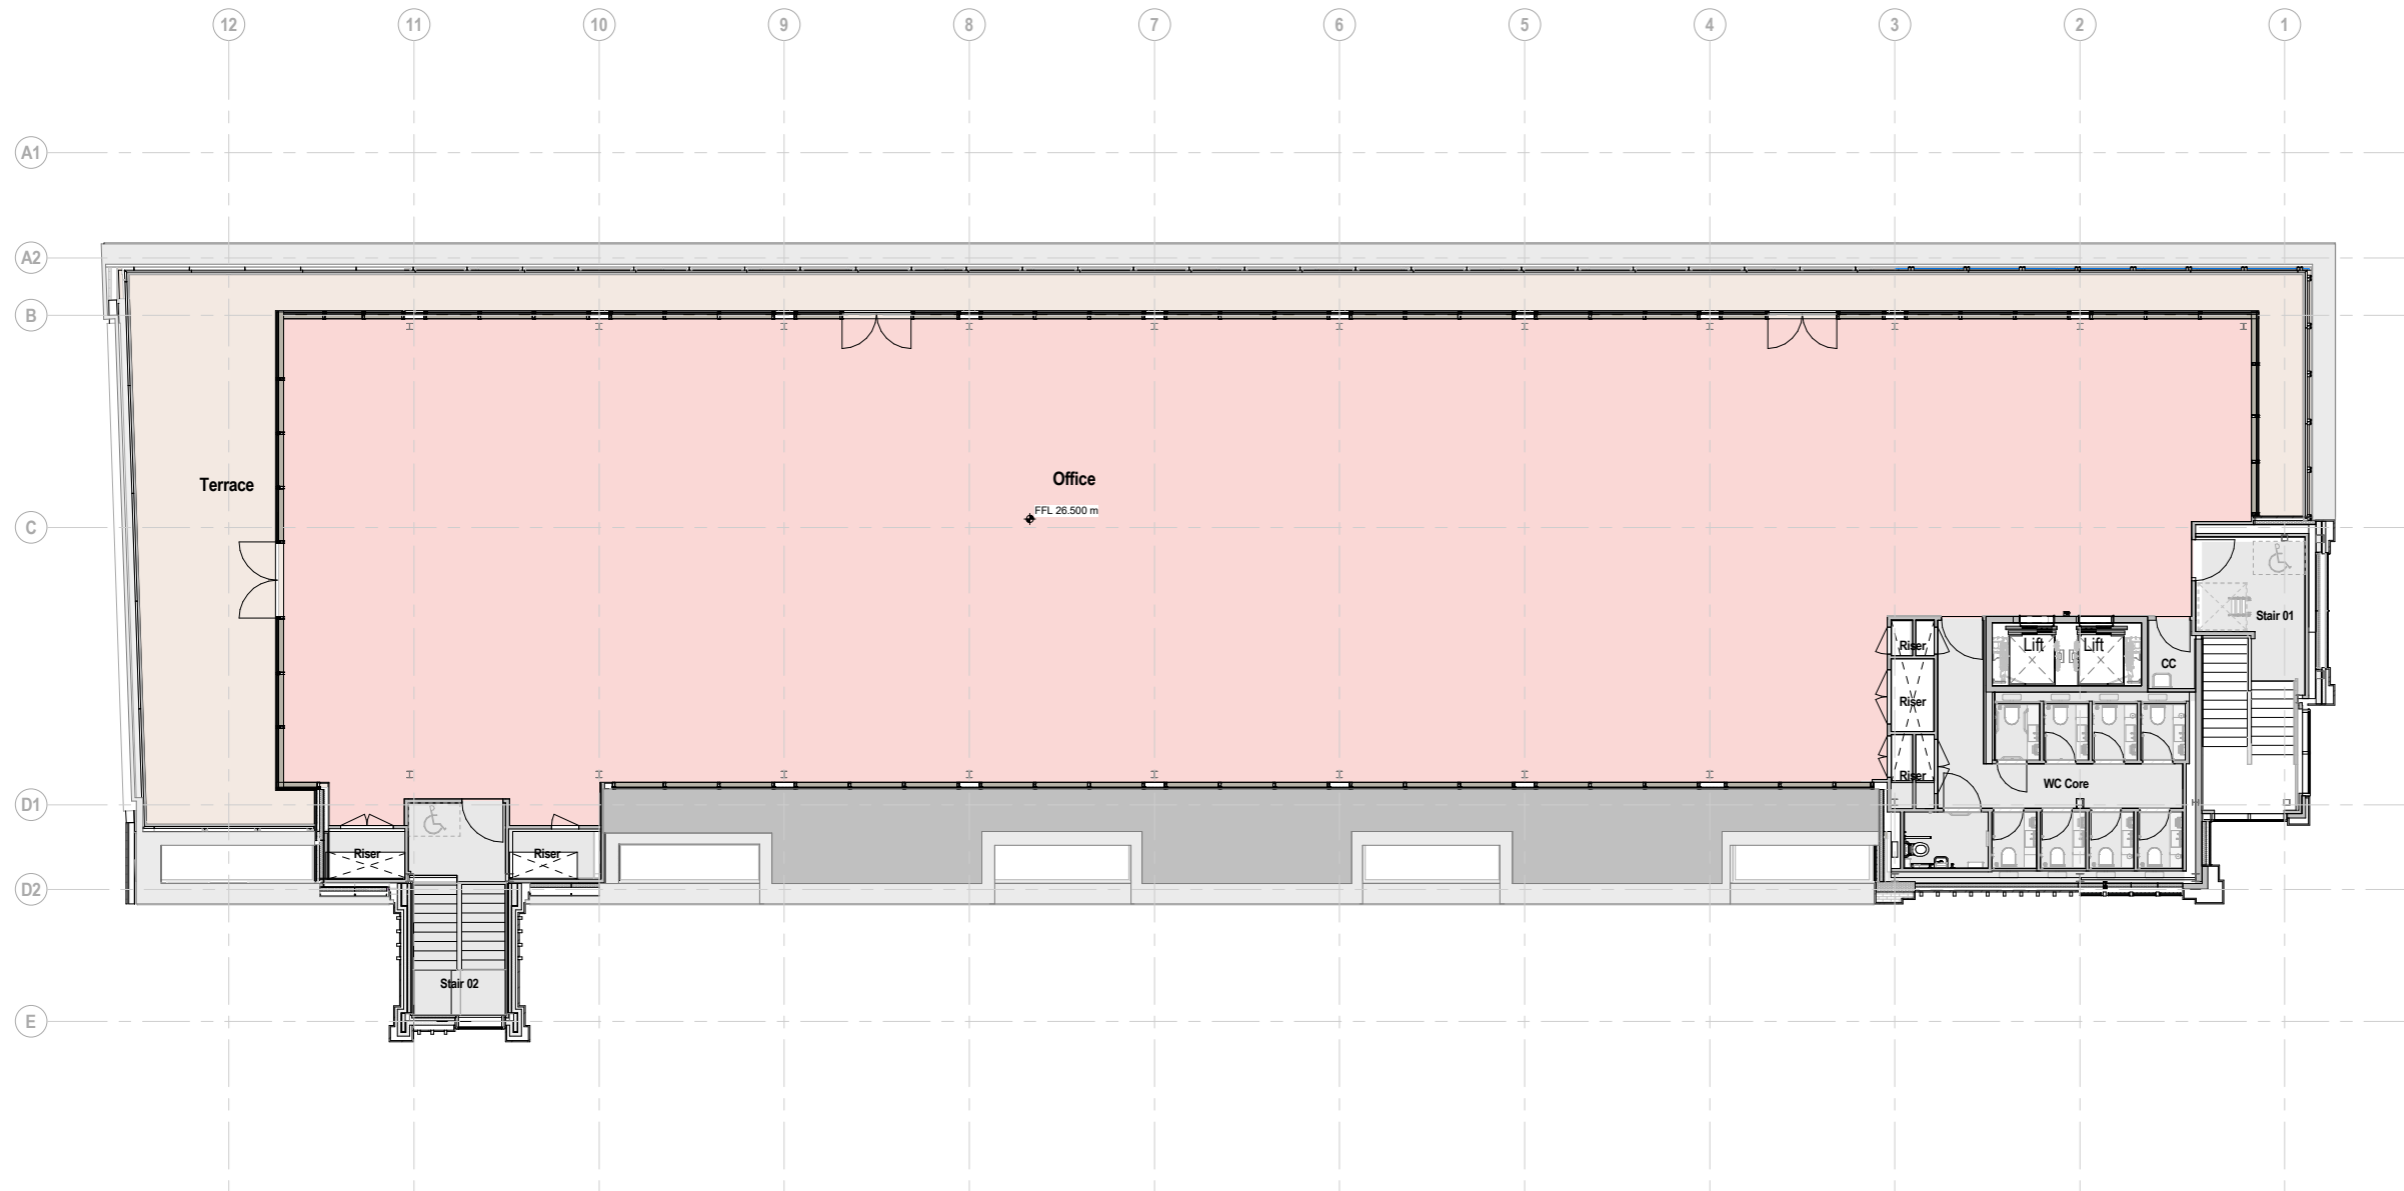 12 11 10 9 8 7 6 5 4 3 2 1
A1
A2
B
Terrace
Office
FFL 26.500 m
C
Stair 01
Riser
Lift
Lift
CC
Riser
Riser
WC Core
D1
Riser
Riser
D2
Stair 02
E